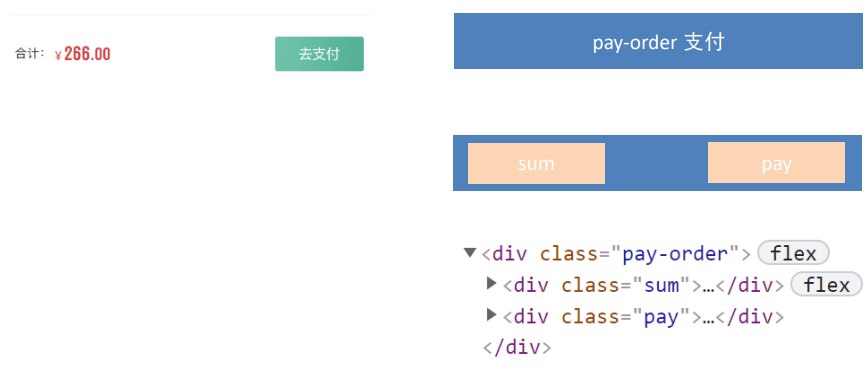 合计: ¥266.00
去支付
pay-order 支付
sum
pay
▼<div class="pay-order"> flex
▶<div class="sum">…</div> flex
▶<div class="pay">…</div>
</div>